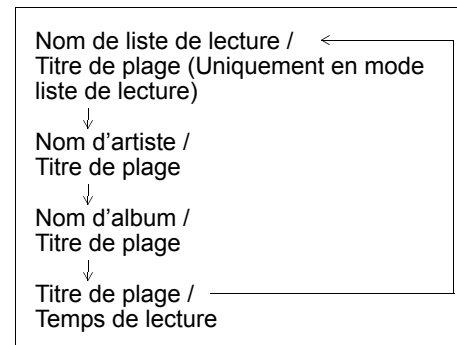 Nom de liste de lecture /
Titre de plage (Uniquement en mode
liste de lecture)
Nom d'artiste /
Titre de plage
Nom d'album /
Titre de plage
Titre de plage /
Temps de lecture